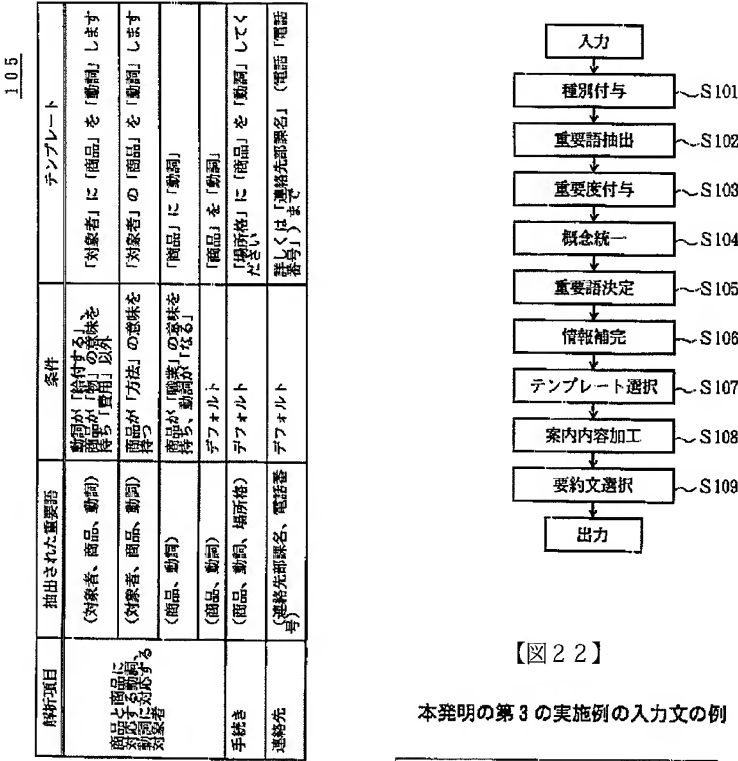 105
解析項目
抽出された重要語
条件
テンプレート
商品と商品に
対応する動詞、
動詞に対応する
対象者
(対象者、商品、動詞)
動詞が「給付する」、
商品が「物」の意味を
持ち「費用」以外
「対象者」に「商品」を「動詞」します
(対象者、商品、動詞)
商品が「方法」の意味を
持つ
「対象者」の「商品」を「動詞」します
(商品、動詞)
商品が「職業」の意味を
持ち、動詞が「なる」
「商品」に「動詞」
(商品、動詞)
デフォルト
「商品」を「動詞」
手続き
(商品、動詞、場所格)
デフォルト
「場所格」に「商品」を「動詞」してく
ださい
連絡先
(連絡先部課名、電話番
号)
デフォルト
詳しくは「連絡先部課名」(電話「電話
番号」)まで
入力
種別付与
S101
重要語抽出
S102
重要度付与
S103
概念統一
S104
重要語決定
S105
情報補完
S106
テンプレート選択
S107
案内内容加工
S108
要約文選択
S109
出力
【図22】
本発明の第3の実施例の入力文の例